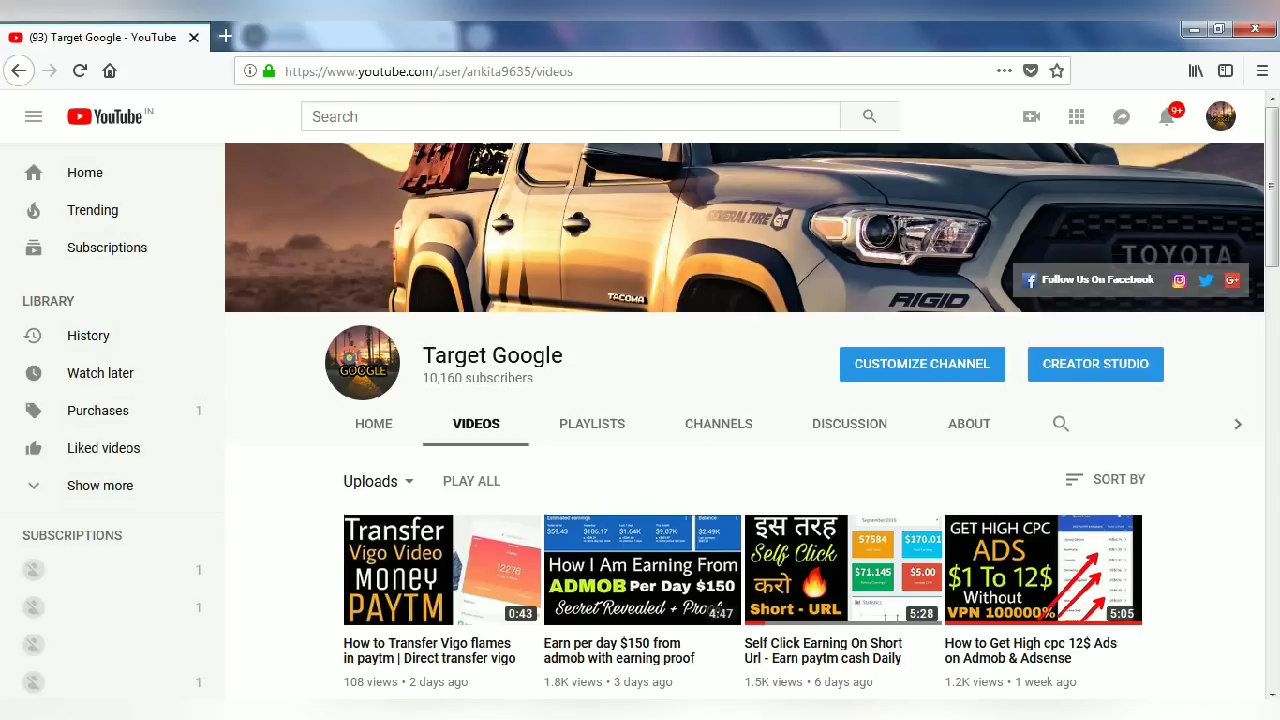 (93) Target Google - YouTube
https://www.youtube.com/user/ankita9635/videos
YouTube IN
Search
9+
Home
Trending
Subscriptions
LIBRARY
History
Watch later
Purchases 1
Liked videos
Show more
SUBSCRIPTIONS
1
1
1
GENERAL TIRE
TOYOTA
TACOMA
RIGID
Follow Us On Facebook
GOOGLE
Target Google
10,160 subscribers
CUSTOMIZE CHANNEL
CREATOR STUDIO
HOME VIDEOS PLAYLISTS CHANNELS DISCUSSION ABOUT
Uploads PLAY ALL SORT BY
Transfer
Vigo Video
MONEY
PAYTM
2276
0:43
How to Transfer Vigo flames
in paytm | Direct transfer vigo
108 views • 2 days ago
Estimated earnings
Balance
How I Am Earning From
ADMOB Per Day $150
Secret Revealed + Proof
4:47
Earn per day $150 from
admob with earning proof
1.8K views • 3 days ago
इस तरह
Self Click
करो
Short - URL
57584
$170.01
$71.145
$5.00
Statistics
5:28
Self Click Earning On Short
Url - Earn paytm cash Daily
1.5K views • 6 days ago
GET HIGH CPC
ADS
$1 To 12$
Without
VPN 100000%
5:05
How to Get High cpc 12$ Ads
on Admob & Adsense
1.2K views • 1 week ago